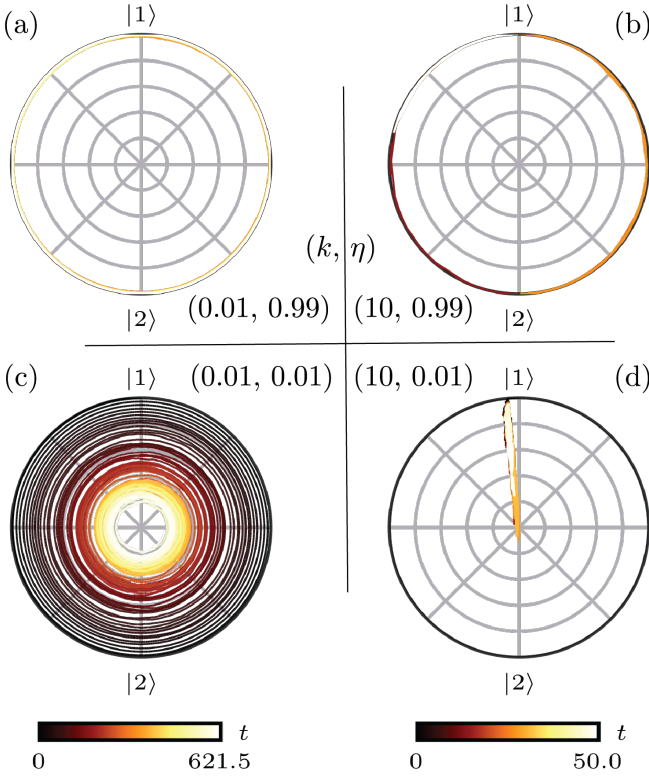 (a) |1⟩ |1⟩ (b)
(k, η)
|2⟩ (0.01, 0.99) (10, 0.99) |2⟩
(c) |1⟩ (0.01, 0.01) (10, 0.01) |1⟩ (d)
|2⟩ |2⟩
t t
0 621.5 0 50.0